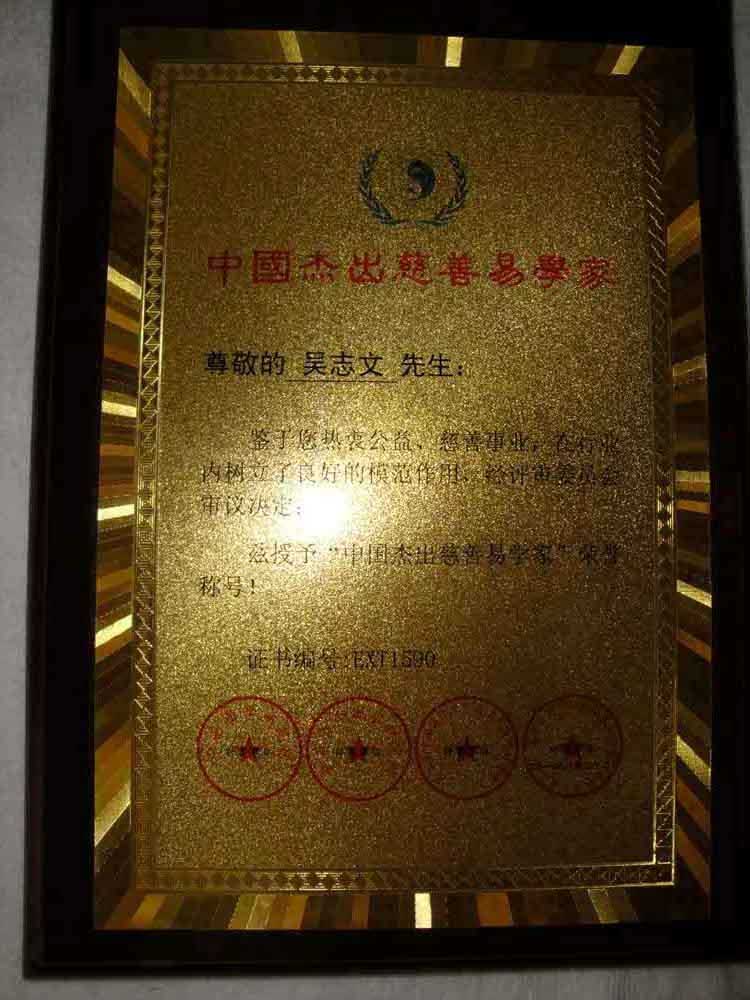 中國杰出慈善易學家
尊敬的 吴志文 先生：
鉴于您热衷公益、慈善事业，在行业
内树立了良好的模范作用，经评审委员会
审议决定：
兹授予“中国杰出慈善易学家”荣誉
称号！
证书编号:EXT1590